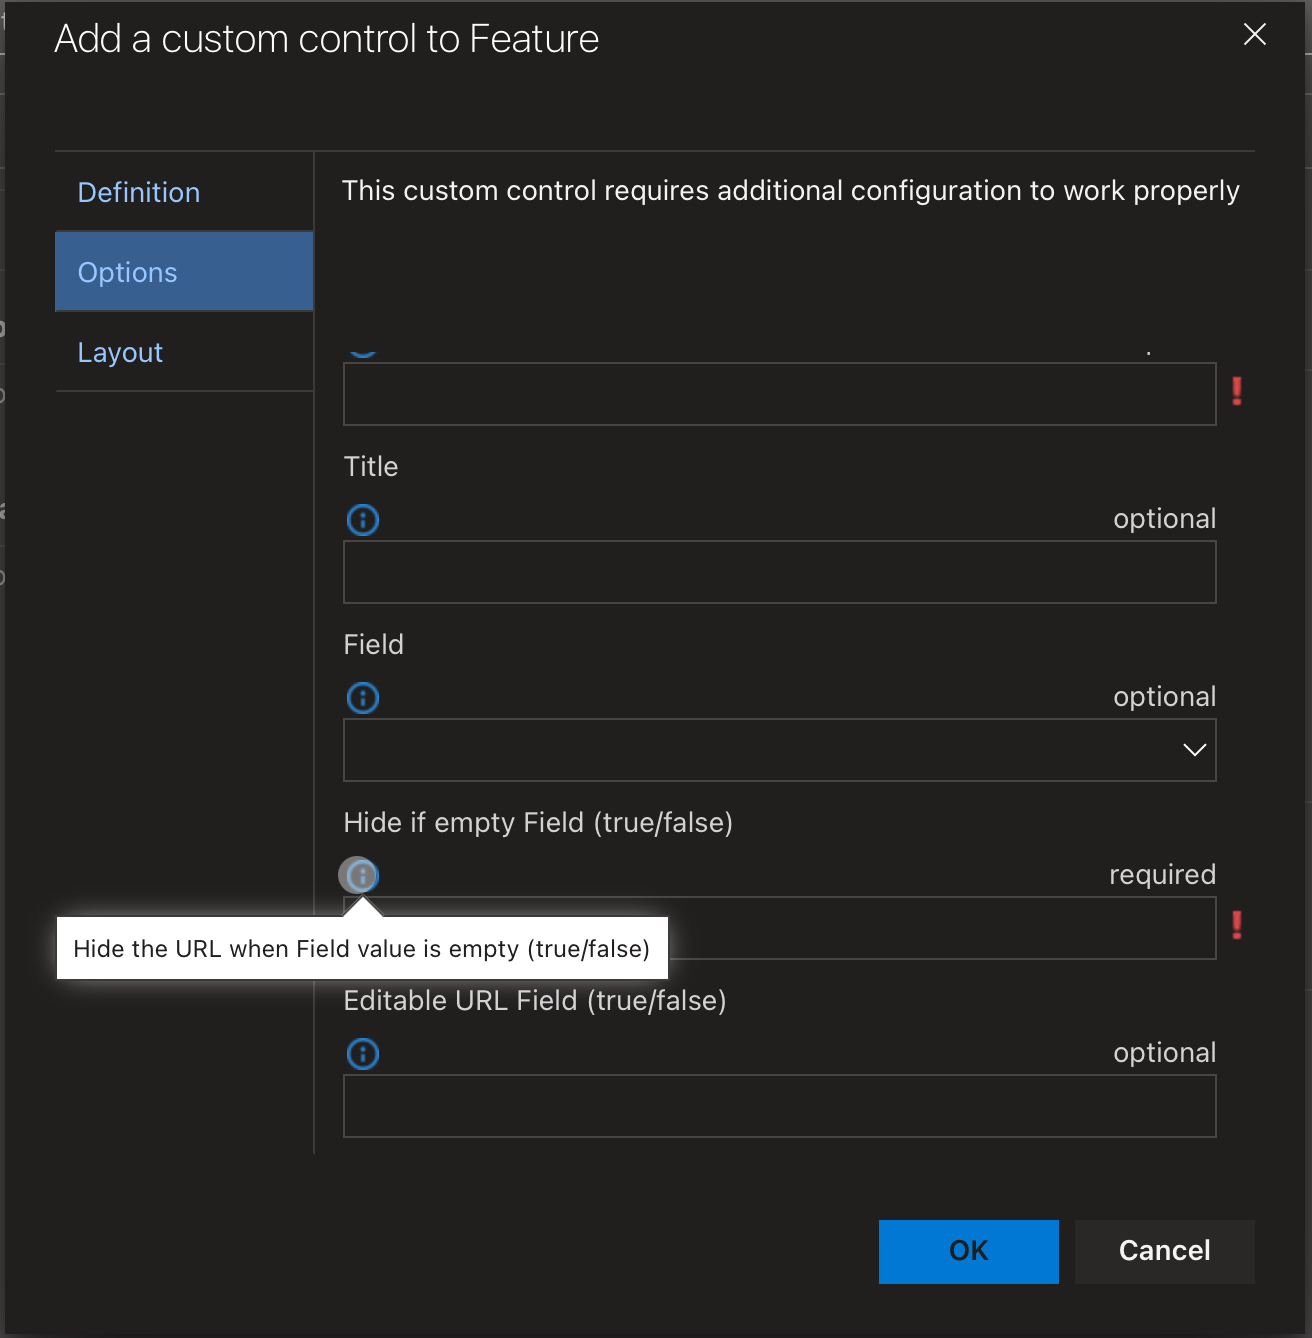 Add a custom control to Feature
Definition
Options
Layout
This custom control requires additional configuration to work properly
Title
optional
Field
optional
Hide if empty Field (true/false)
required
Hide the URL when Field value is empty (true/false)
Editable URL Field (true/false)
optional
OK
Cancel